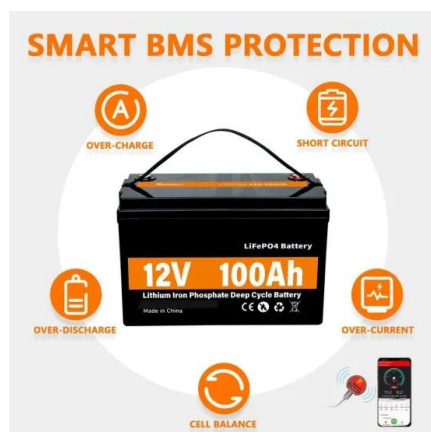 SMART BMS PROTECTION
A
OVER-CHARGE
SHORT CIRCUIT
LiFePO4 Battery
12V 100Ah
Lithium Iron Phosphate Deep Cycle Battery
Made in China
CE
OVER-DISCHARGE
OVER-CURRENT
CELL BALANCE